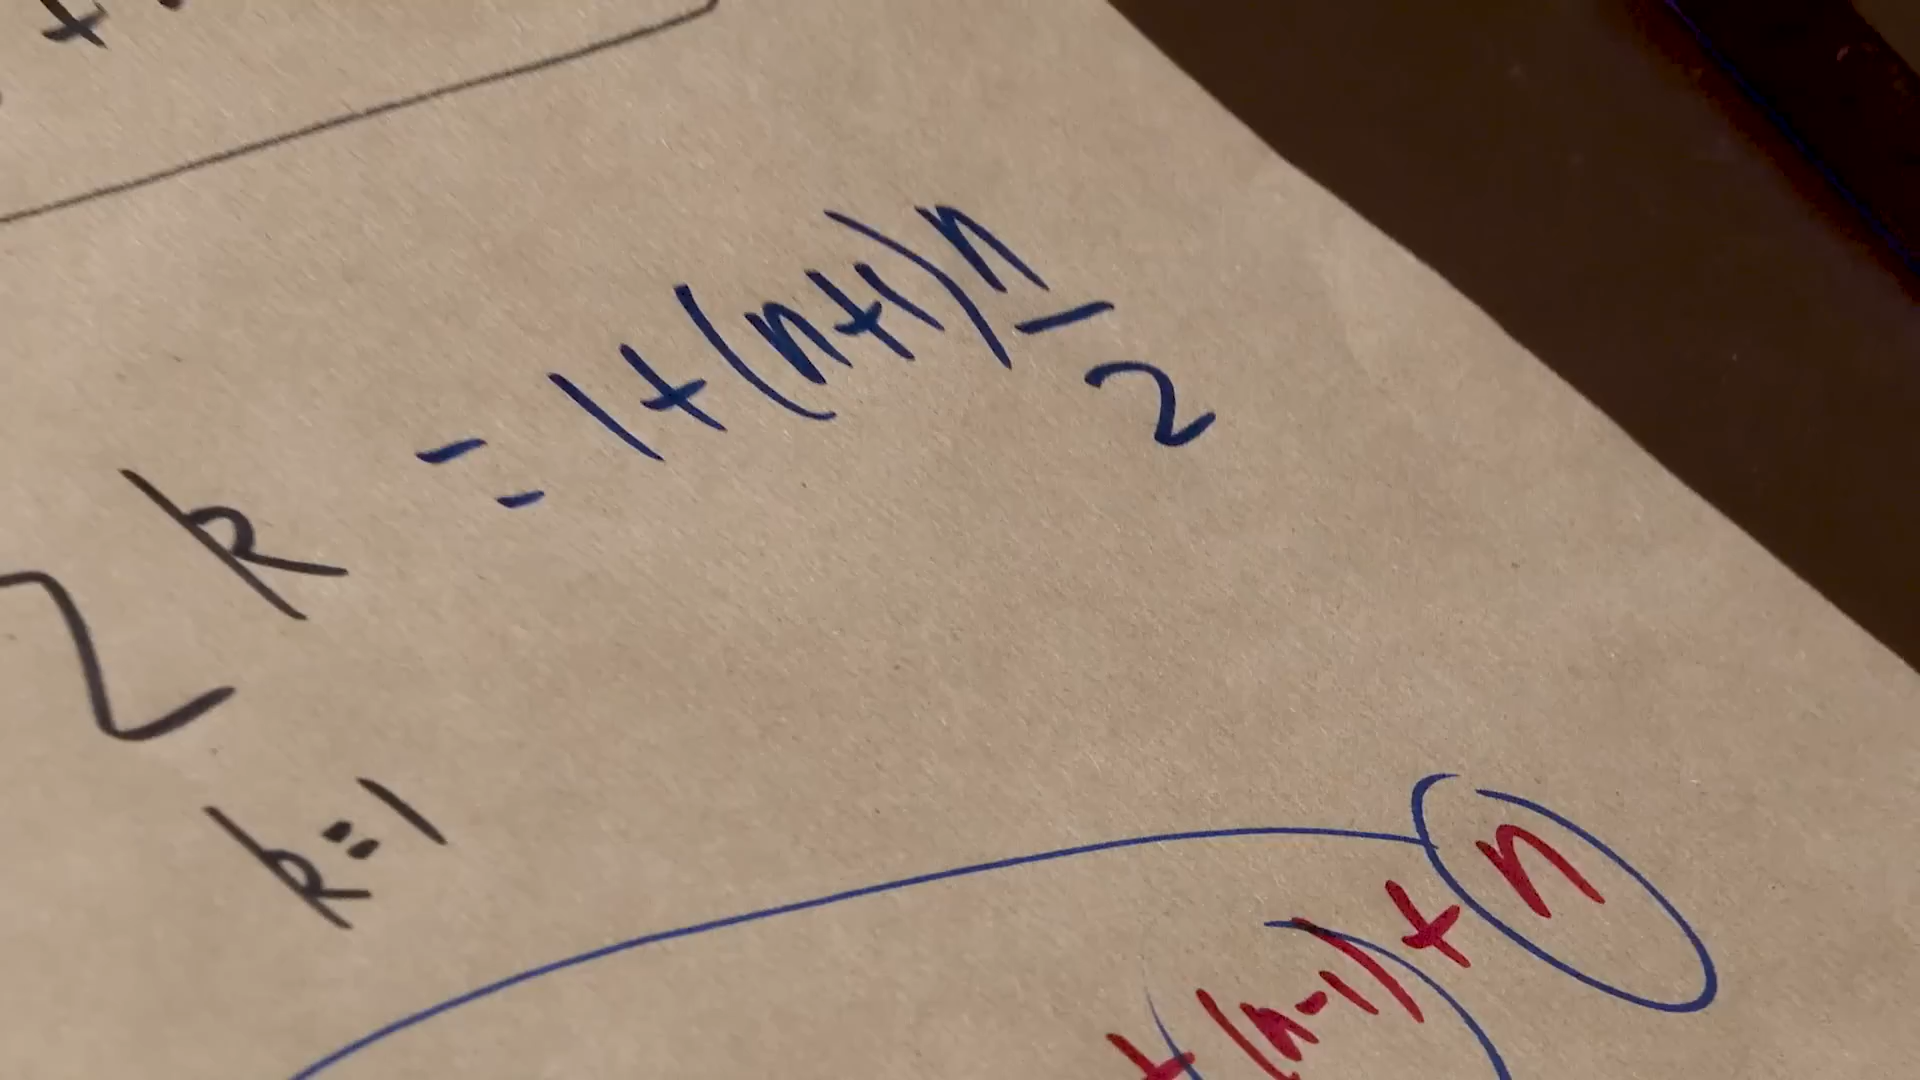 ∑ k = 1+(n+1)n/2
k=1
+ (n-1) + n